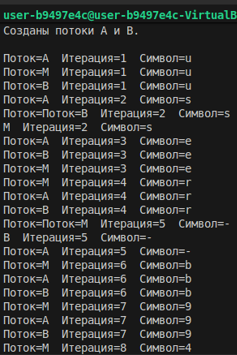 user-b9497e4c@user-b9497e4c-VirtualB
Созданы потоки А и В.
Поток=A Итерация=1 Символ=u
Поток=M Итерация=1 Символ=u
Поток=B Итерация=1 Символ=u
Поток=A Итерация=2 Символ=s
Поток=Поток=B Итерация=2 Символ=s
M Итерация=2 Символ=s
Поток=A Итерация=3 Символ=e
Поток=B Итерация=3 Символ=e
Поток=M Итерация=3 Символ=e
Поток=M Итерация=4 Символ=r
Поток=A Итерация=4 Символ=r
Поток=B Итерация=4 Символ=r
Поток=Поток=M Итерация=5 Символ=-
B Итерация=5 Символ=-
Поток=A Итерация=5 Символ=-
Поток=M Итерация=6 Символ=b
Поток=A Итерация=6 Символ=b
Поток=B Итерация=6 Символ=b
Поток=M Итерация=7 Символ=9
Поток=A Итерация=7 Символ=9
Поток=B Итерация=7 Символ=9
Поток=M Итерация=8 Символ=4